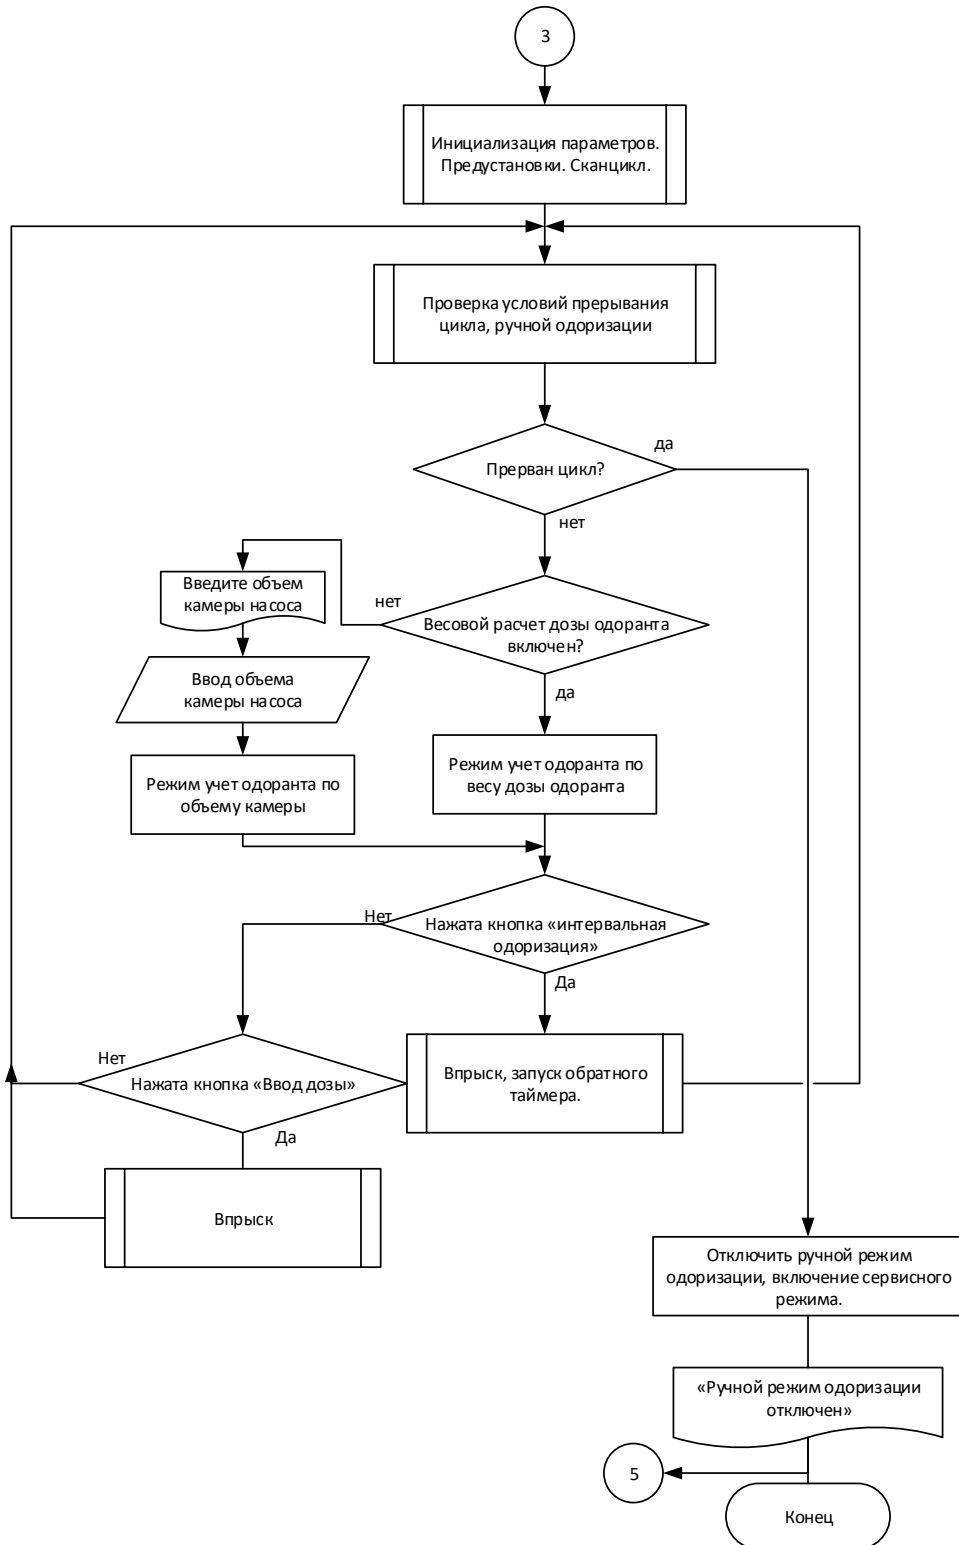 3
Инициализация параметров.
Предустановки. Сканцикл.
Проверка условий прерывания
цикла, ручной одоризации
да
Прерван цикл?
нет
Введите объем
камеры насоса
нет
Весовой расчет дозы одоранта
включен?
Ввод объема
камеры насоса
да
Режим учет одоранта по
объему камеры
Режим учет одоранта по
весу дозы одоранта
Нет
Нажата кнопка «интервальная
одоризация»
Да
Нет
Нажата кнопка «Ввод дозы»
Впрыск, запуск обратного
таймера.
Да
Впрыск
Отключить ручной режим
одоризации, включение сервисного
режима.
«Ручной режим одоризации
отключен»
5
Конец